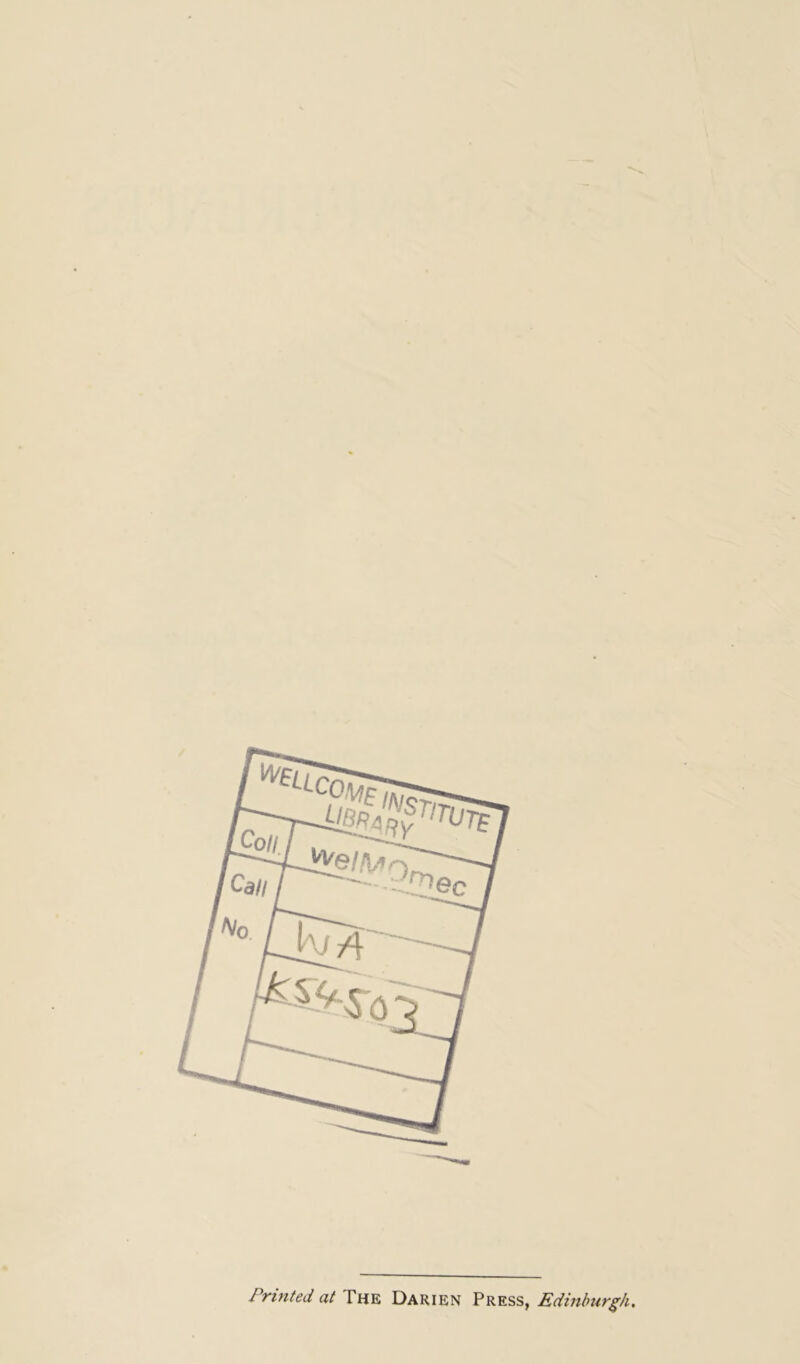 WELLCOME INSTITUTE
LIBRARY
Coll. welMOmec
Call
No. WA
Printed at THE DARIEN PRESS, Edinburgh.